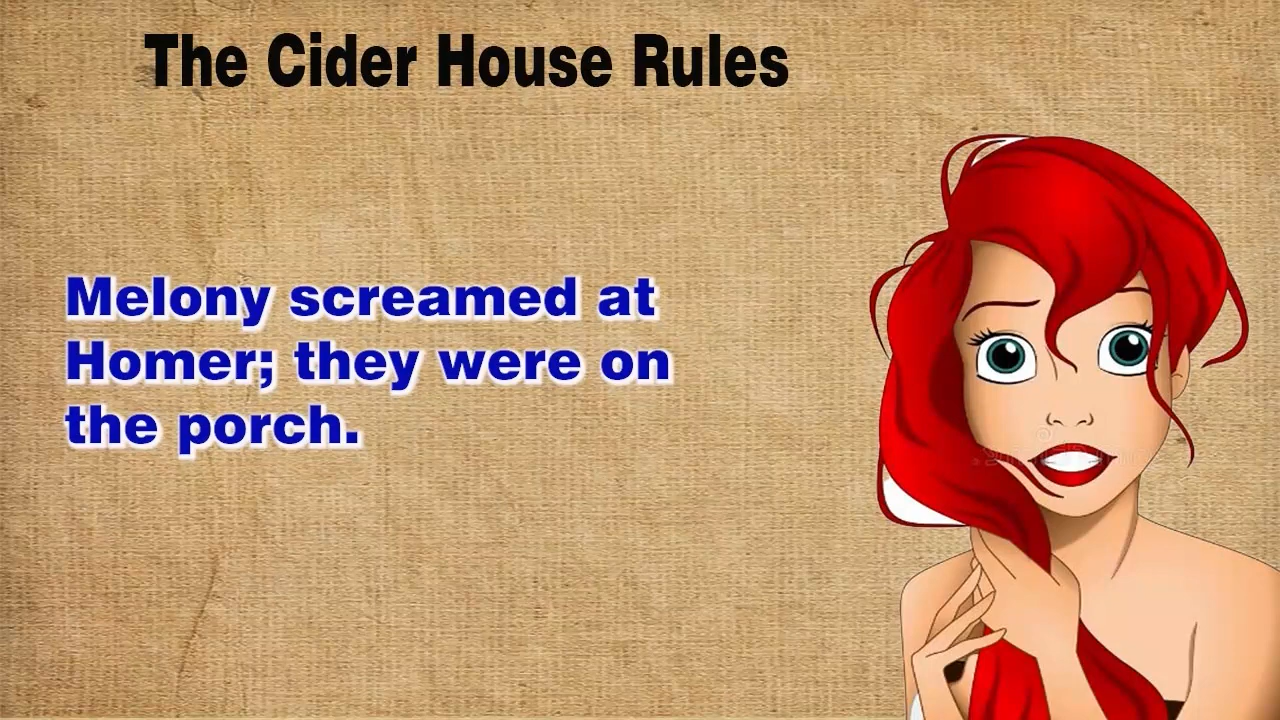 The Cider House Rules
Melony screamed at
Homer; they were on
the porch.